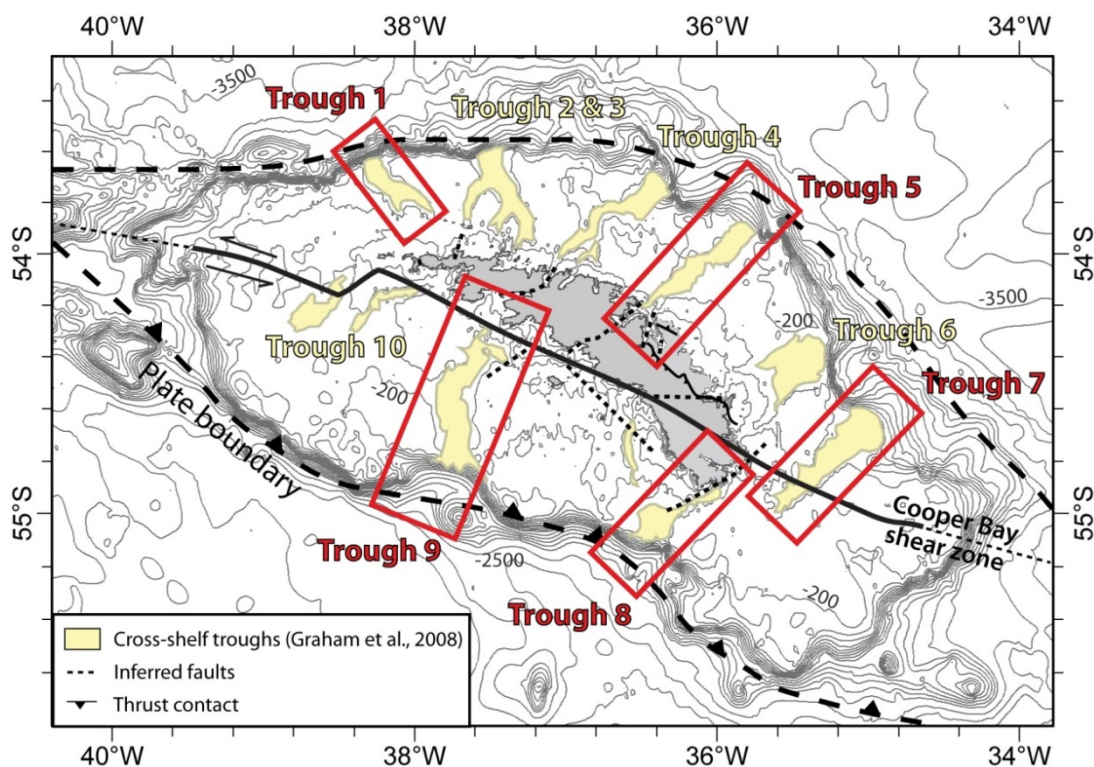 40°W
38°W
36°W
34°W
-3500
Trough 1
Trough 2 & 3
Trough 4
Trough 5
54°S
54°S
-3500
-200
Trough 6
Trough 10
Trough 7
-200
Plate boundary
55°S
55°S
Cooper Bay
shear zone
Trough 9
-2500
-200
Trough 8
Cross-shelf troughs (Graham et al., 2008)
Inferred faults
Thrust contact
40°W
38°W
36°W
34°W